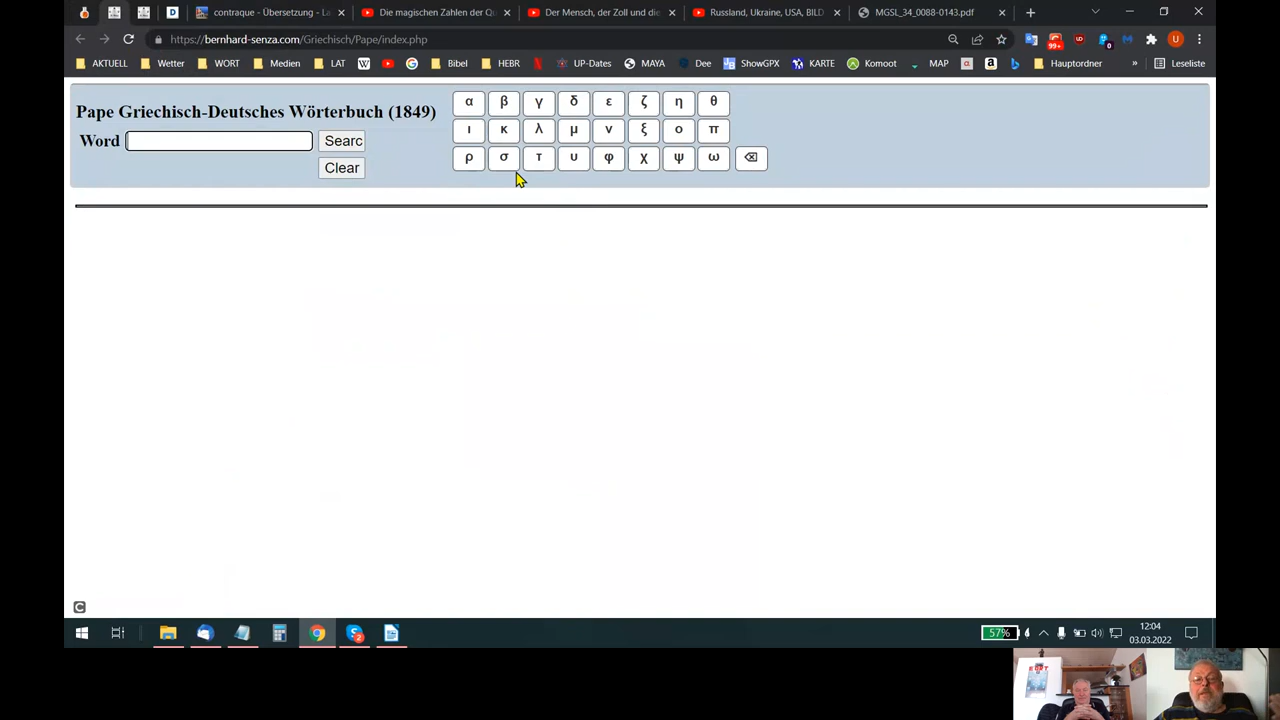 contraque - Übersetzung - La
Die magischen Zahlen der Qu
Der Mensch, der Zoll und die
Russland, Ukraine, USA, BILD
MGSL_34_0088-0143.pdf
https://bernhard-senza.com/Griechisch/Pape/index.php
AKTUELL Wetter WORT Medien LAT Bibel HEBR UP-Dates MAYA Dee ShowGPX KARTE Komoot MAP Hauptordner » Leseliste
Pape Griechisch-Deutsches Wörterbuch (1849)
Word Searc
Clear
α β γ δ ε ζ η θ
ι κ λ μ ν ξ ο π
ρ σ τ υ φ χ ψ ω
57% 12:04
03.03.2022